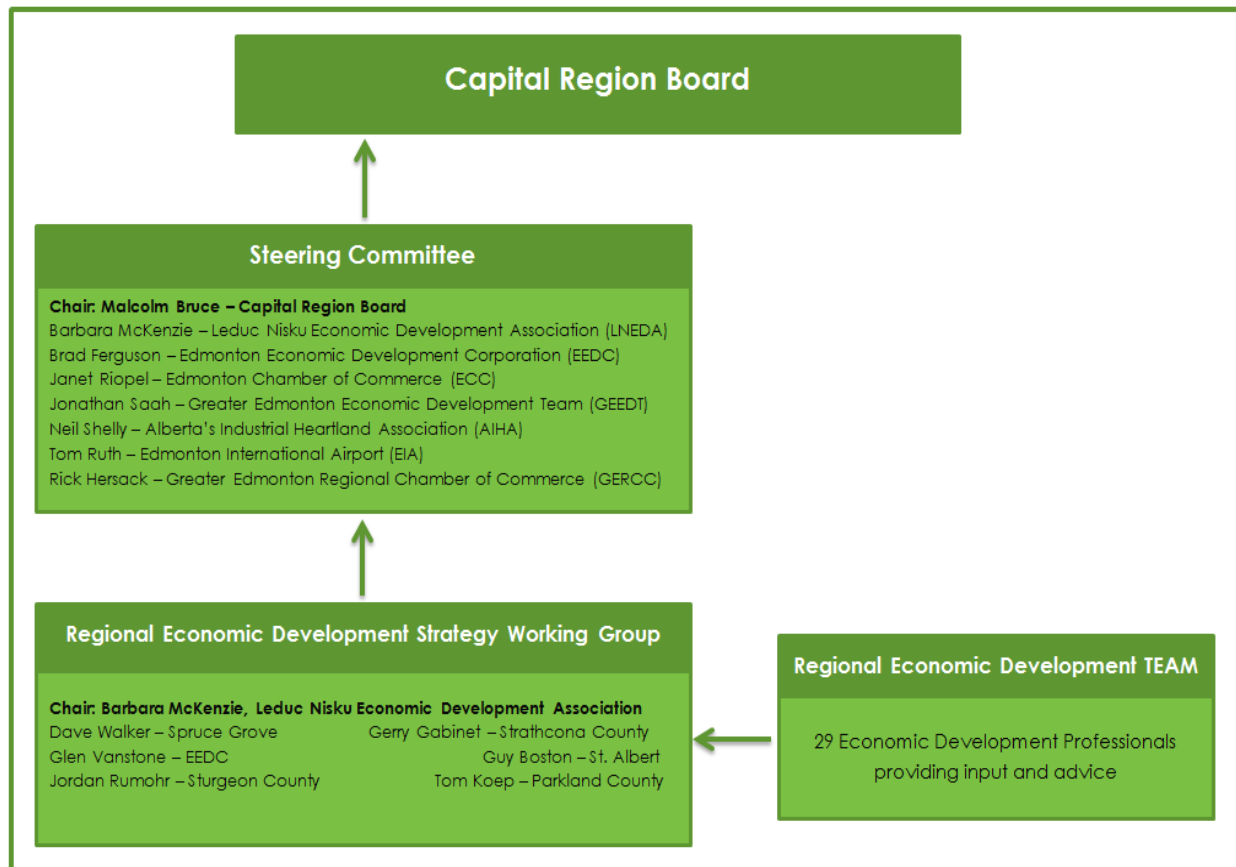 Capital Region Board
Steering Committee
Chair: Malcolm Bruce – Capital Region Board
Barbara McKenzie – Leduc Nisku Economic Development Association (LNEDA)
Brad Ferguson – Edmonton Economic Development Corporation (EEDC)
Janet Riopel – Edmonton Chamber of Commerce (ECC)
Jonathan Saah – Greater Edmonton Economic Development Team (GEEDT)
Neil Shelly – Alberta's Industrial Heartland Association (AIHA)
Tom Ruth – Edmonton International Airport (EIA)
Rick Hersack – Greater Edmonton Regional Chamber of Commerce (GERCC)
Regional Economic Development Strategy Working Group
Chair: Barbara McKenzie, Leduc Nisku Economic Development Association
Dave Walker – Spruce Grove Gerry Gabinet – Strathcona County
Glen Vanstone – EEDC Guy Boston – St. Albert
Jordan Rumohr – Sturgeon County Tom Koep – Parkland County
Regional Economic Development TEAM
29 Economic Development Professionals
providing input and advice